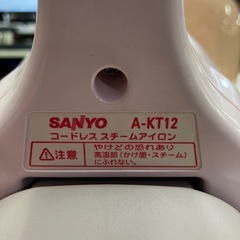 SANYO A-KT12
コードレス スチームアイロン
⚠注意
やけどの恐れあり
高温部(かけ面・スチーム)
にふれない。